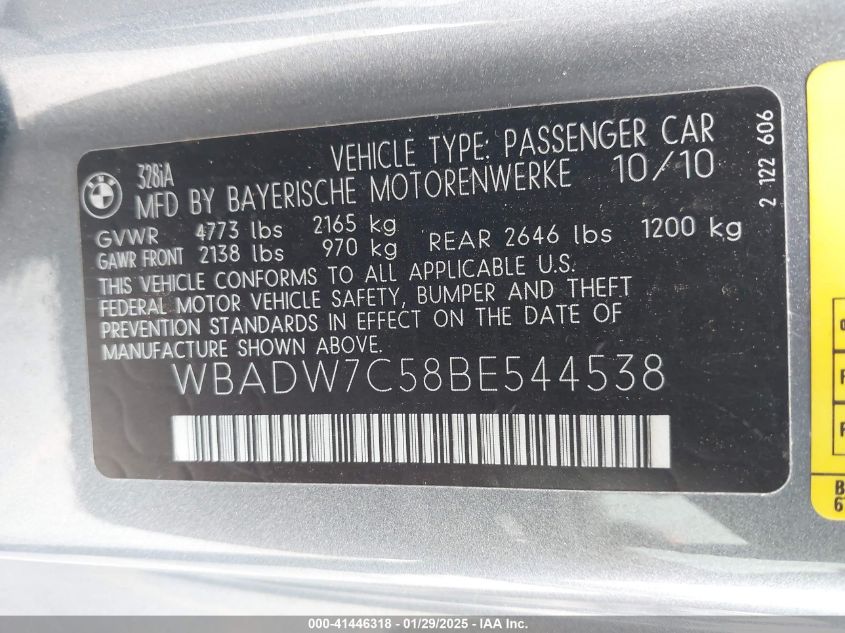 BMW
328iA
VEHICLE TYPE: PASSENGER CAR
MFD BY BAYERISCHE MOTORENWERKE 10/10
GVWR 4773 lbs 2165 kg
GAWR FRONT 2138 lbs 970 kg REAR 2646 lbs 1200 kg
THIS VEHICLE CONFORMS TO ALL APPLICABLE U.S.
FEDERAL MOTOR VEHICLE SAFETY, BUMPER AND THEFT
PREVENTION STANDARDS IN EFFECT ON THE DATE OF
MANUFACTURE SHOWN ABOVE.
WBADW7C58BE544538
2 122 606
000-41446318 | 01/29/2025 - IAAI.com